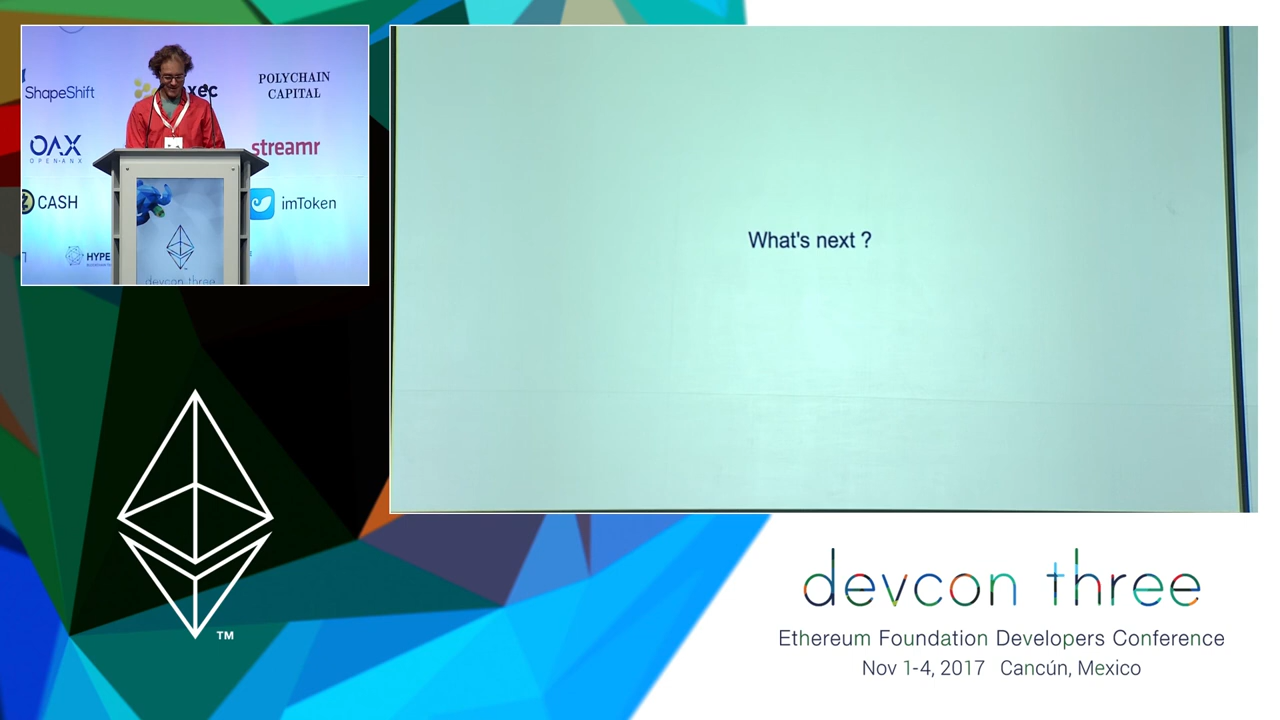 ShapeShift
POLYCHAIN
CAPITAL
OAX
OPEN-ANX
streamr
CASH
imToken
HYPE
devcon three
What's next ?
TM
devcon three
Ethereum Foundation Developers Conference
Nov 1-4, 2017 Cancún, Mexico